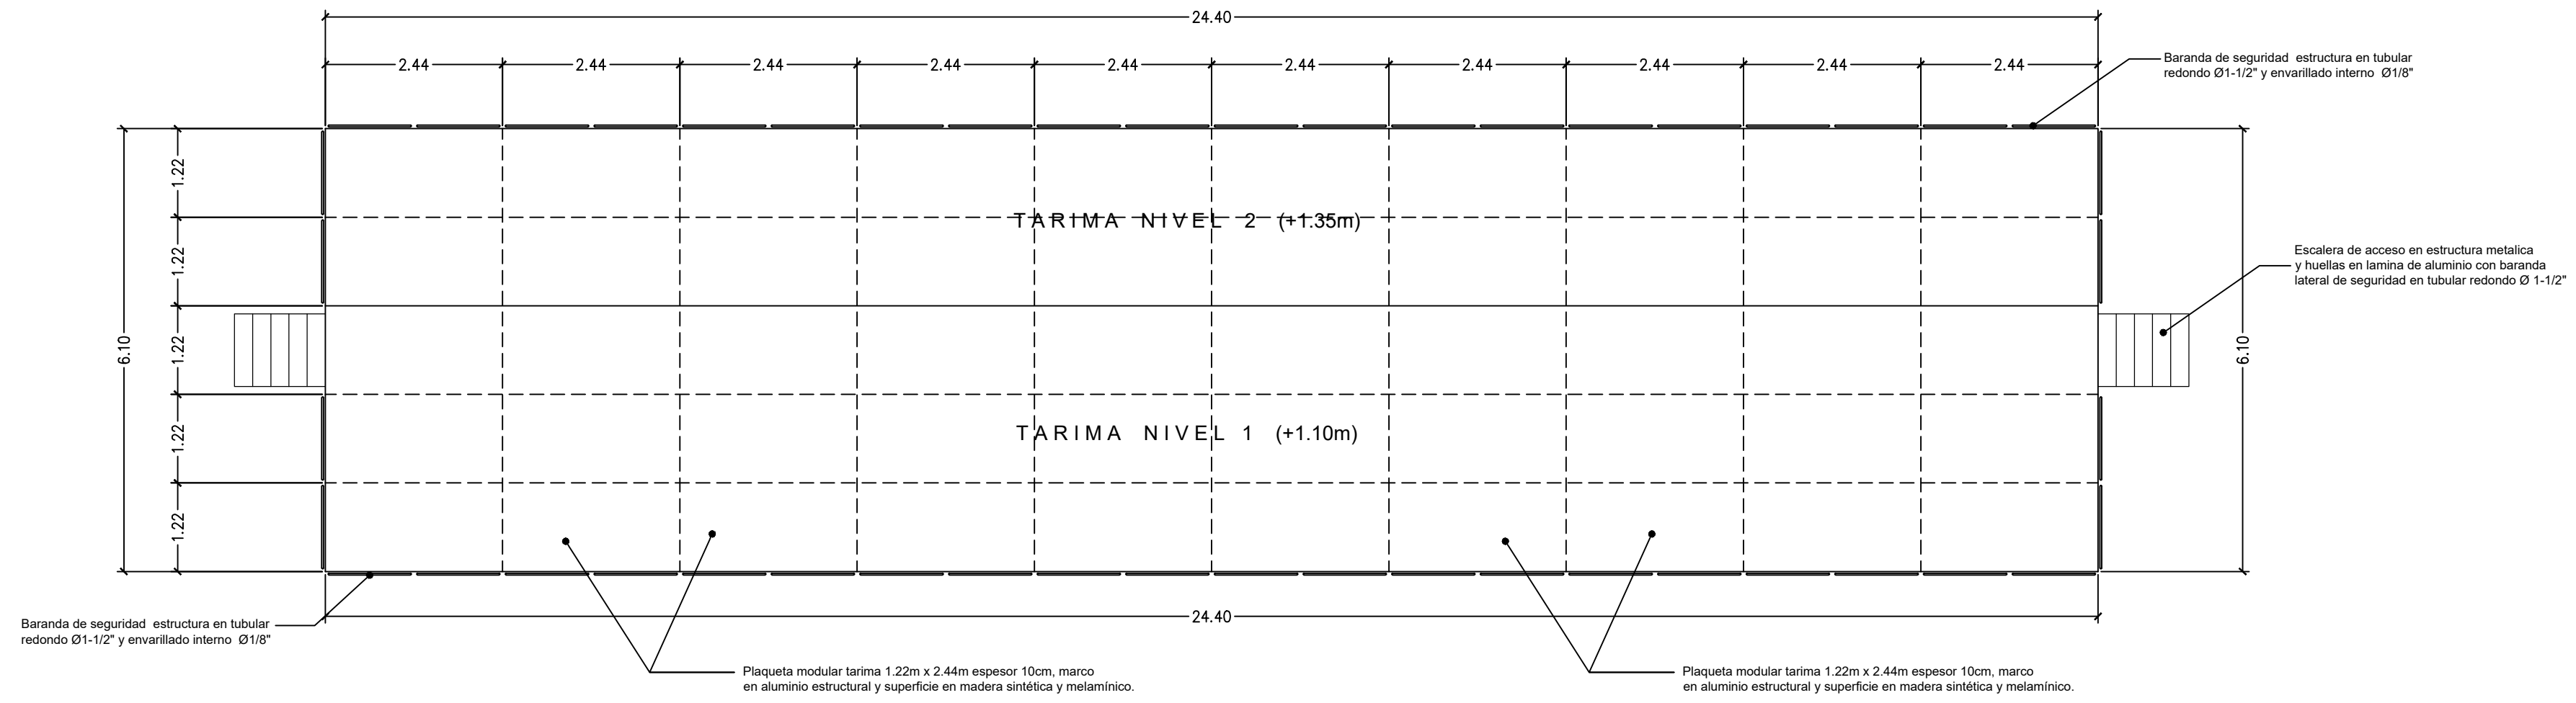 24.40
2.44 2.44 2.44 2.44 2.44 2.44 2.44 2.44 2.44 2.44
Baranda de seguridad estructura en tubular
redondo Ø1-1/2" y envarillado interno Ø1/8"
1.22
1.22
1.22
1.22
1.22
6.10
TARIMA NIVEL 2 (+1.35m)
TARIMA NIVEL 1 (+1.10m)
Escalera de acceso en estructura metalica
y huellas en lamina de aluminio con baranda
lateral de seguridad en tubular redondo Ø 1-1/2"
6.10
24.40
Baranda de seguridad estructura en tubular
redondo Ø1-1/2" y envarillado interno Ø1/8"
Plaqueta modular tarima 1.22m x 2.44m espesor 10cm, marco
en aluminio estructural y superficie en madera sintética y melamínico.
Plaqueta modular tarima 1.22m x 2.44m espesor 10cm, marco
en aluminio estructural y superficie en madera sintética y melamínico.